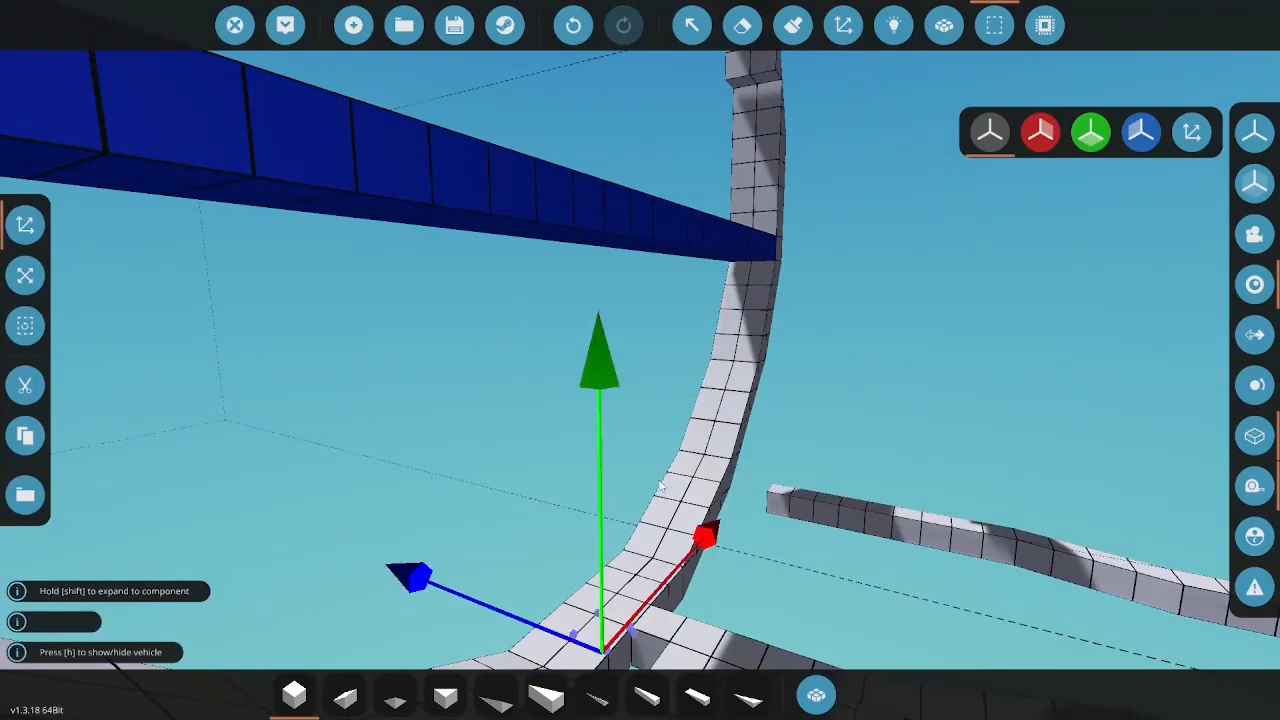 Hold [shift] to expand to component
Press [h] to show/hide vehicle
v1.3.18 64Bit